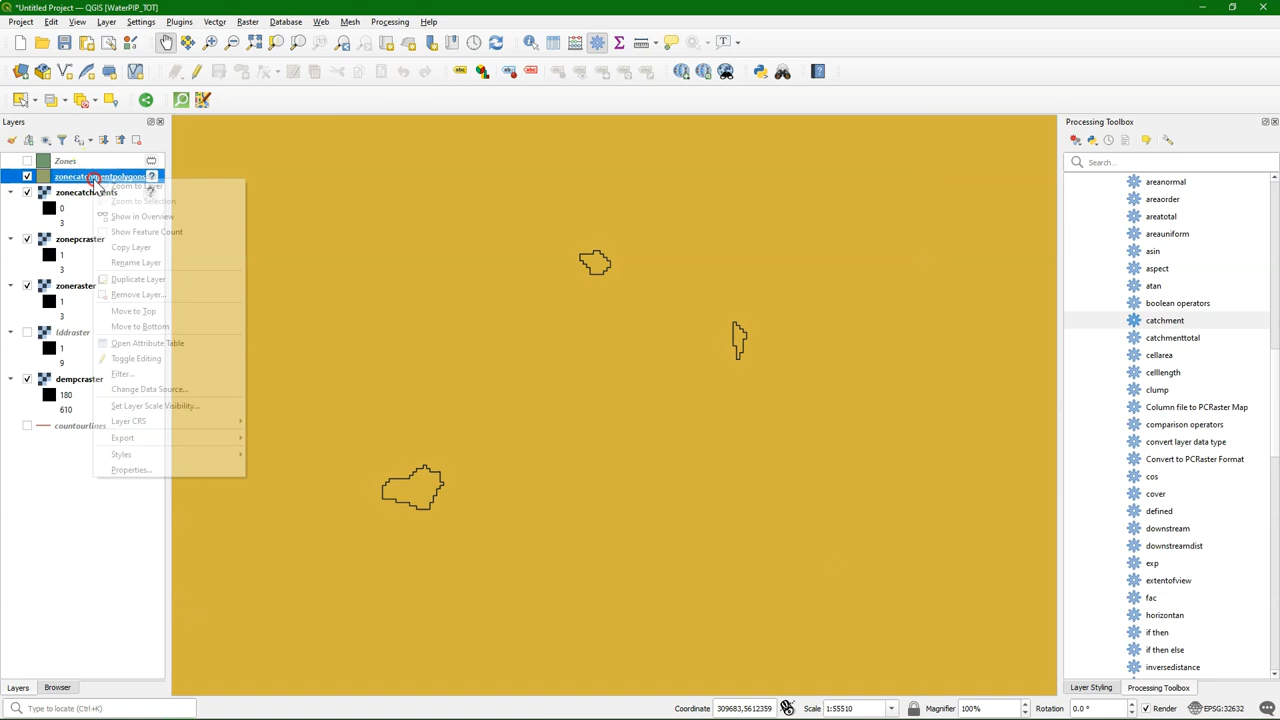 *Untitled Project — QGIS [WaterPIP_TOT]
Project Edit View Layer Settings Plugins Vector Raster Database Web Mesh Processing Help
Layers
Zones
zonecatchmentpolygons
zonecatchments
0
3
zonepcraster
1
3
zoneraster
1
3
lddraster
1
9
dempcraster
180
610
countourlines
Zoom to Layer
Zoom to Selection
Show in Overview
Show Feature Count
Copy Layer
Rename Layer
Duplicate Layer
Remove Layer...
Move to Top
Move to Bottom
Open Attribute Table
Toggle Editing
Filter...
Change Data Source...
Set Layer Scale Visibility...
Layer CRS
Export
Styles
Properties...
Processing Toolbox
Search...
areanormal
areaorder
areatotal
areauniform
asin
aspect
atan
boolean operators
catchment
catchmenttotal
cellarea
celllength
clump
Column file to PCRaster Map
comparison operators
convert layer data type
Convert to PCRaster Format
cos
cover
defined
downstream
downstreamdist
exp
extentofview
fac
horizontan
if then
if then else
inversedistance
Layers Browser
Layer Styling Processing Toolbox
Type to locate (Ctrl+K) Coordinate 309683,5612359 Scale 1:55510 Magnifier 100% Rotation 0.0 ° Render EPSG:32632